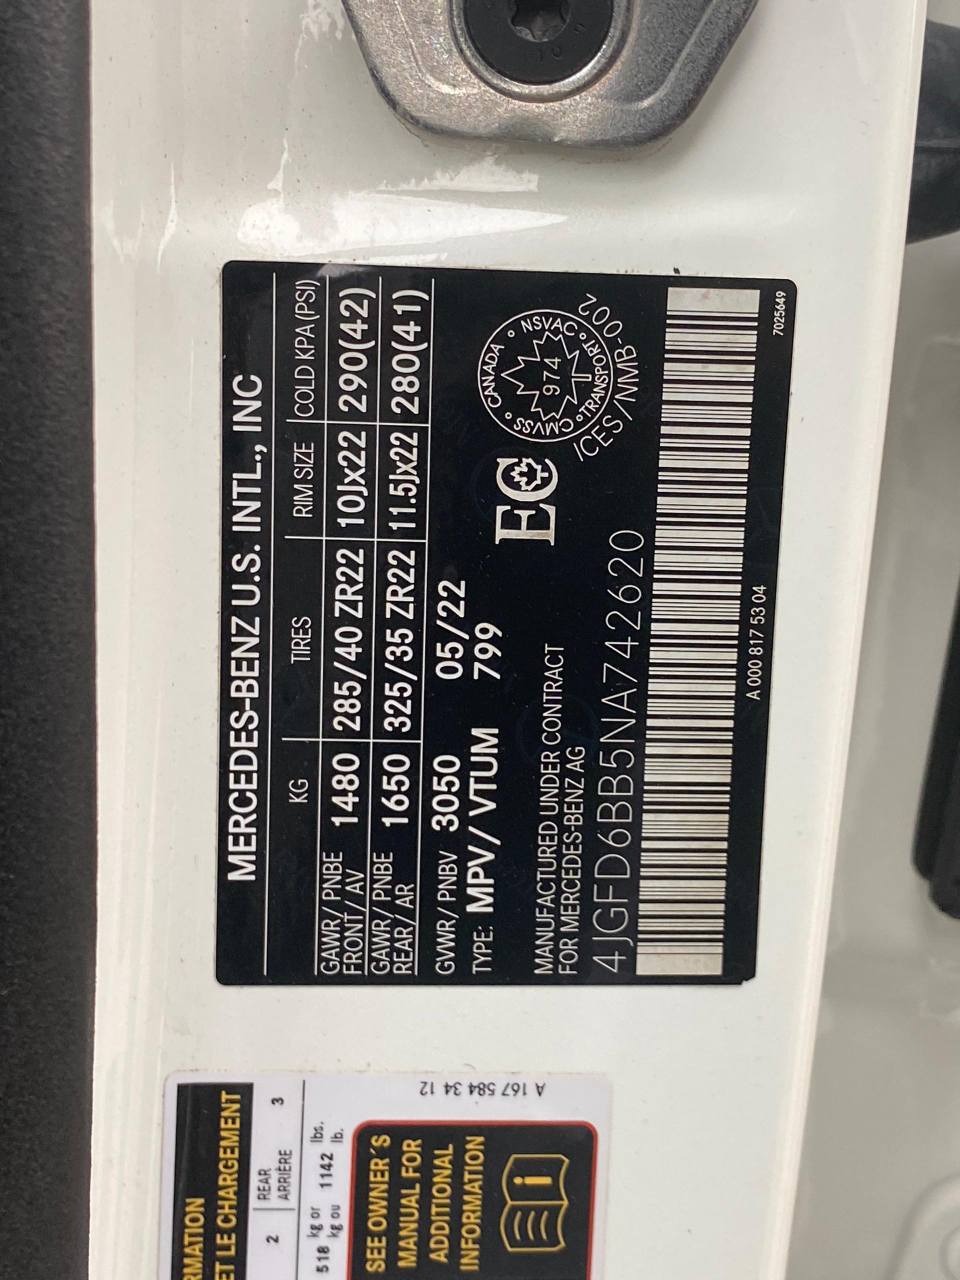 MERCEDES-BENZ U.S. INTL., INC
KG TIRES RIM SIZE COLD KPA (PSI)
GAWR/ PNBE
FRONT/ AV 1480 285/40 ZR22 10Jx22 290(42)
GAWR/ PNBE
REAR/ AR 1650 325/35 ZR22 11.5Jx22 280(41)
GVWR/ PNBV 3050 05/22
TYPE: MPV/VTUM 799
MANUFACTURED UNDER CONTRACT
FOR MERCEDES-BENZ AG
EC
CANADA NSVAC TRANSPORT CMVSS
974
ICES/NMB-002
4JGFD6BB5NA742620
A 000 817 53 04
7025649
RMATION
ET LE CHARGEMENT
2 REAR 3
ARRIÈRE
518 kg or 1142 lbs.
kg ou lb.
SEE OWNER´S
MANUAL FOR
ADDITIONAL
INFORMATION
i
A 167 584 34 12